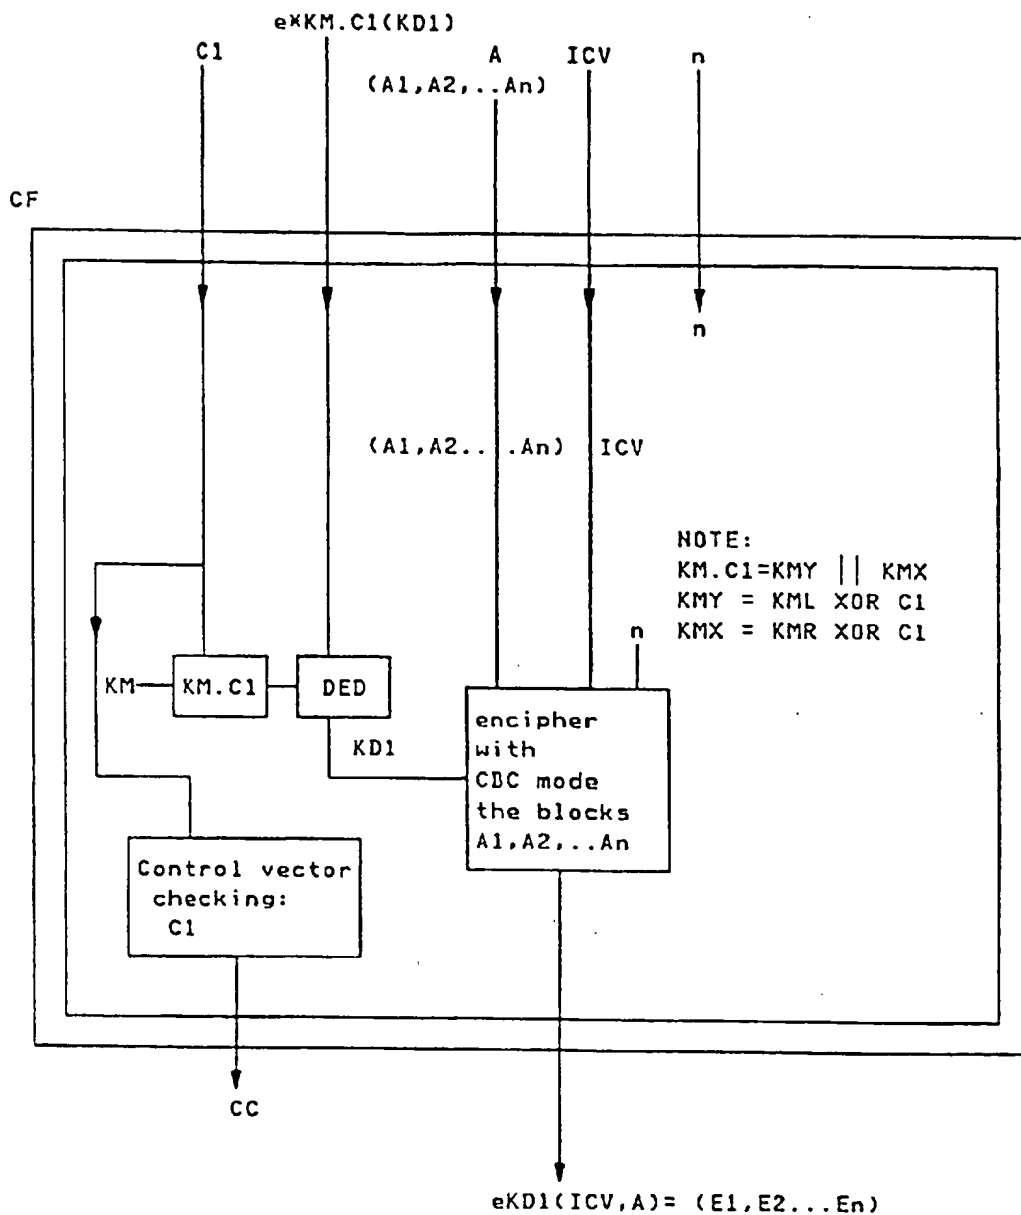 e*KM.C1(KD1)
C1
A
ICV
n
(A1,A2,..An)
CF
n
(A1,A2....An)
ICV
NOTE:
KM.C1=KMY || KMX
KMY = KML XOR C1
KMX = KMR XOR C1
n
KM
KM.C1
DED
KD1
encipher
with
CBC mode
the blocks
A1,A2,..An
Control vector
checking:
C1
CC
eKD1(ICV,A)= (E1,E2...En)